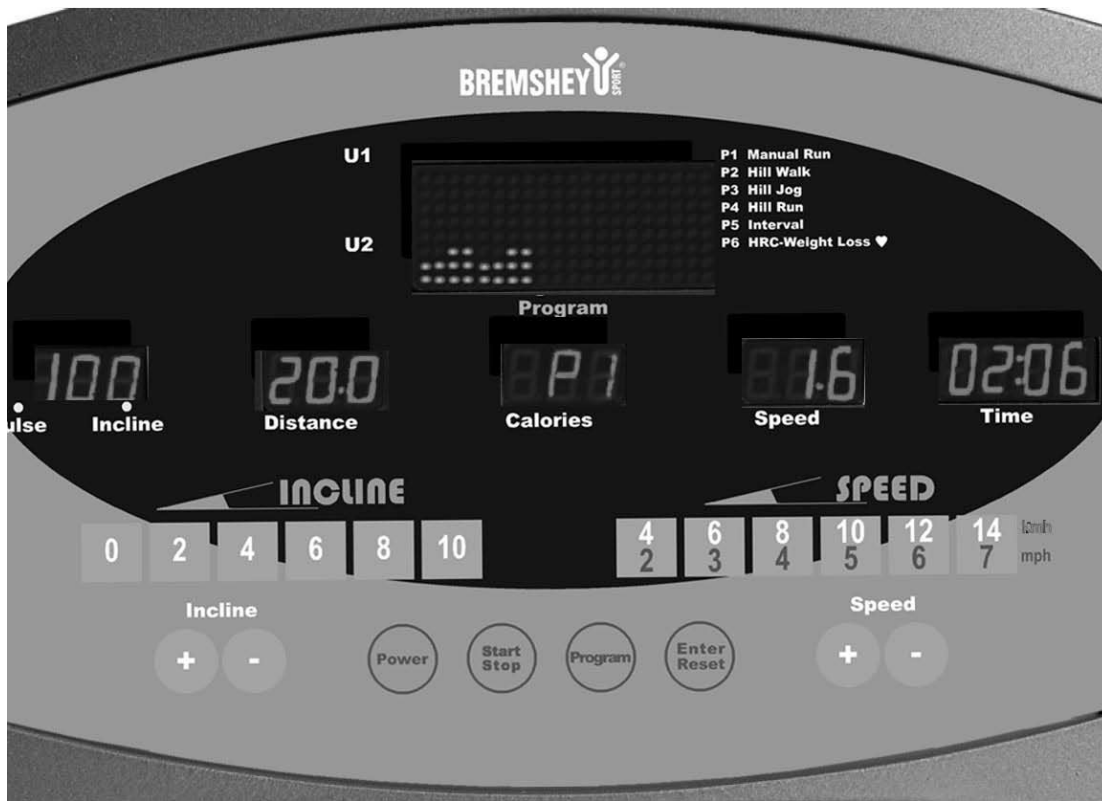 BREMSHEY SPORT®
U1
P1 Manual Run
P2 Hill Walk
P3 Hill Jog
P4 Hill Run
P5 Interval
P6 HRC-Weight Loss ♥
U2
Program
100
20.0
P1
1.6
02:06
ulse
Incline
Distance
Calories
Speed
Time
INCLINE
SPEED
0 2 4 6 8 10
4 6 8 10 12 14 kmh
2 3 4 5 6 7 mph
Incline
Speed
+ -
Power
Start
Stop
Program
Enter
Reset
+ -